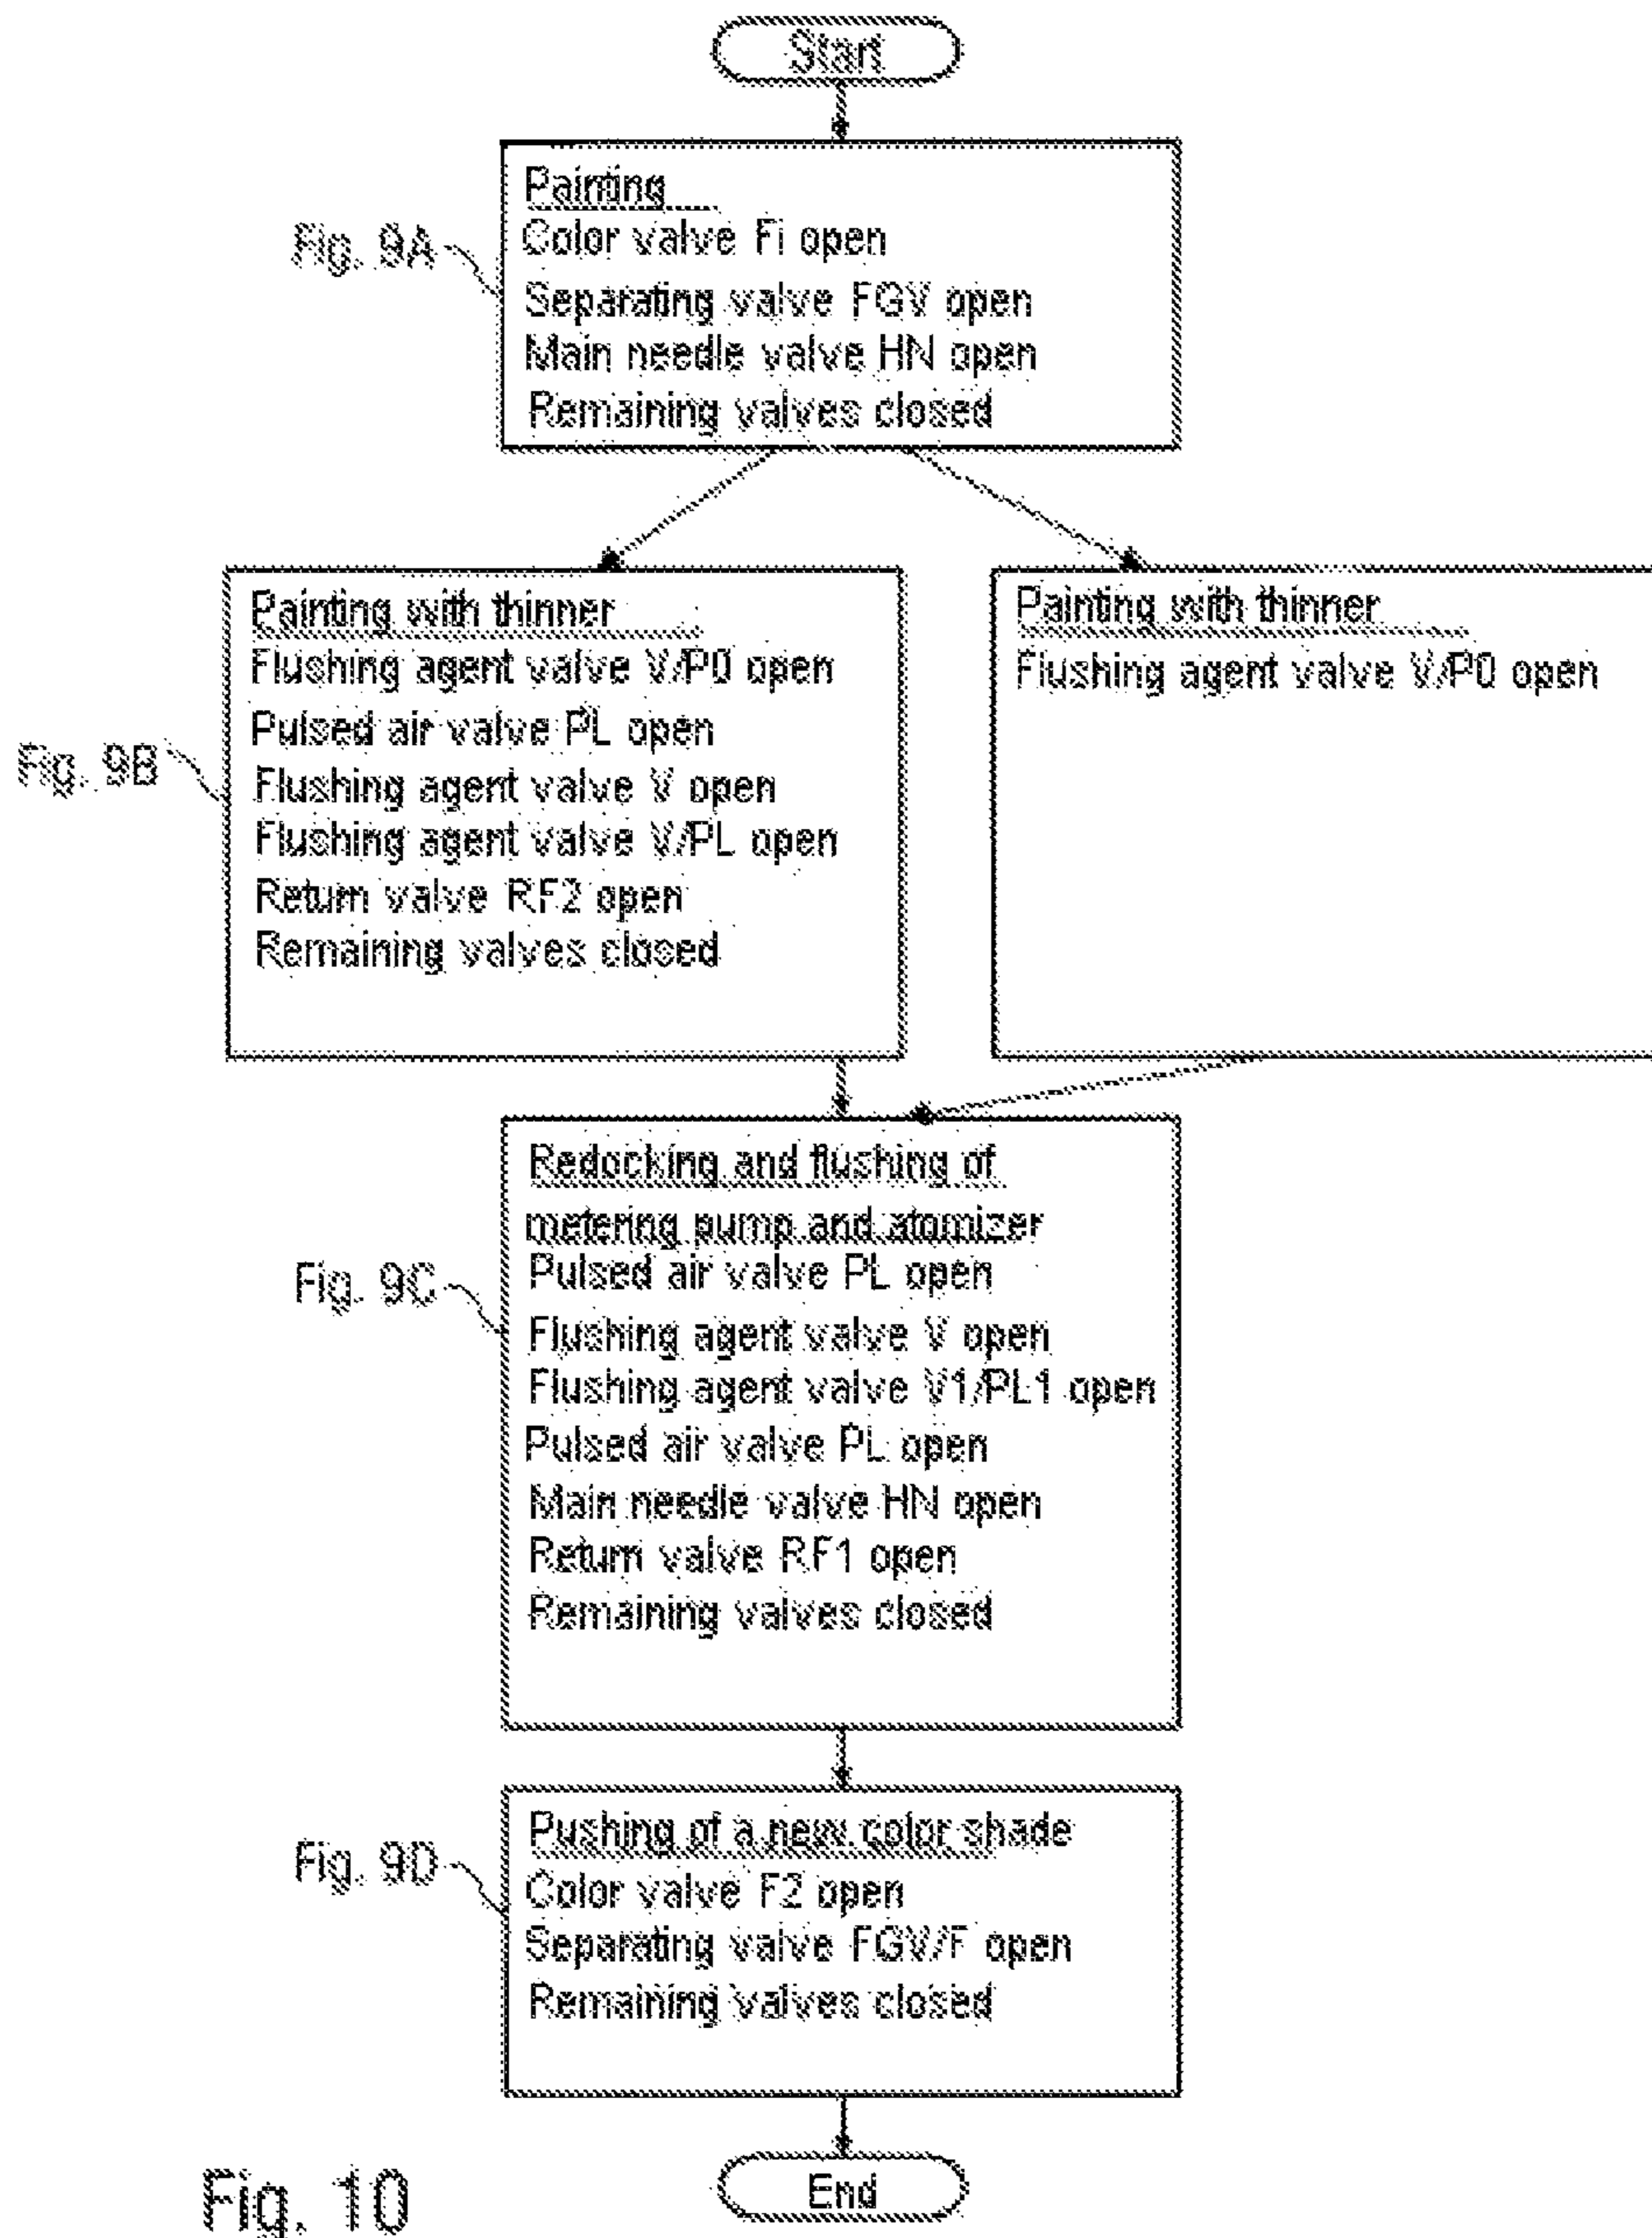 Start
Fig. 9A
Painting
Color valve Fi open
Separating valve FGV open
Main needle valve HN open
Remaining valves closed
Fig. 9B
Painting with thinner
Flushing agent valve V/P0 open
Pulsed air valve PL open
Flushing agent valve V open
Flushing agent valve V/PL open
Return valve RF2 open
Remaining valves closed
Painting with thinner
Flushing agent valve V/P0 open
Fig. 9C
Redocking and flushing of
metering pump and atomizer
Pulsed air valve PL open
Flushing agent valve V open
Flushing agent valve V1/PL1 open
Pulsed air valve PL open
Main needle valve HN open
Return valve RF1 open
Remaining valves closed
Fig. 9D
Pushing of a new color shade
Color valve F2 open
Separating valve FGV/F open
Remaining valves closed
End
Fig. 10